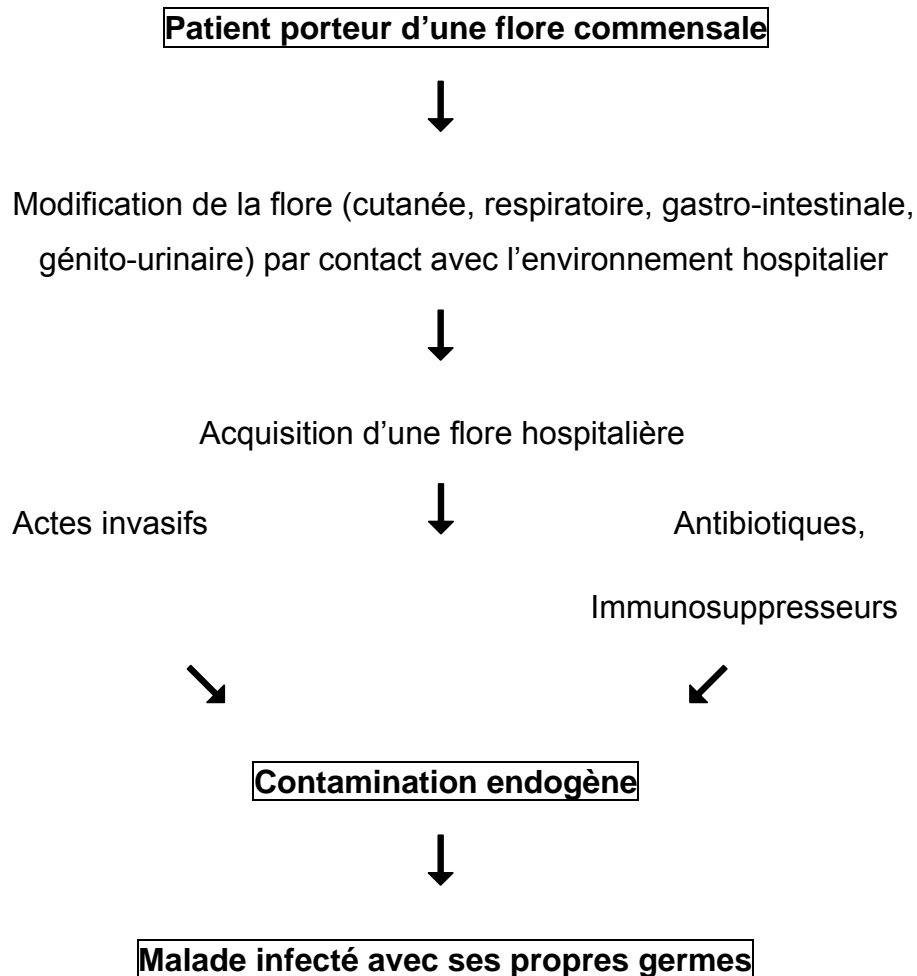 Patient porteur d’une flore commensale
Modification de la flore (cutanée, respiratoire, gastro-intestinale,
génito-urinaire) par contact avec l’environnement hospitalier
Acquisition d’une flore hospitalière
Actes invasifs
Antibiotiques,
Immunosuppresseurs
Contamination endogène
Malade infecté avec ses propres germes